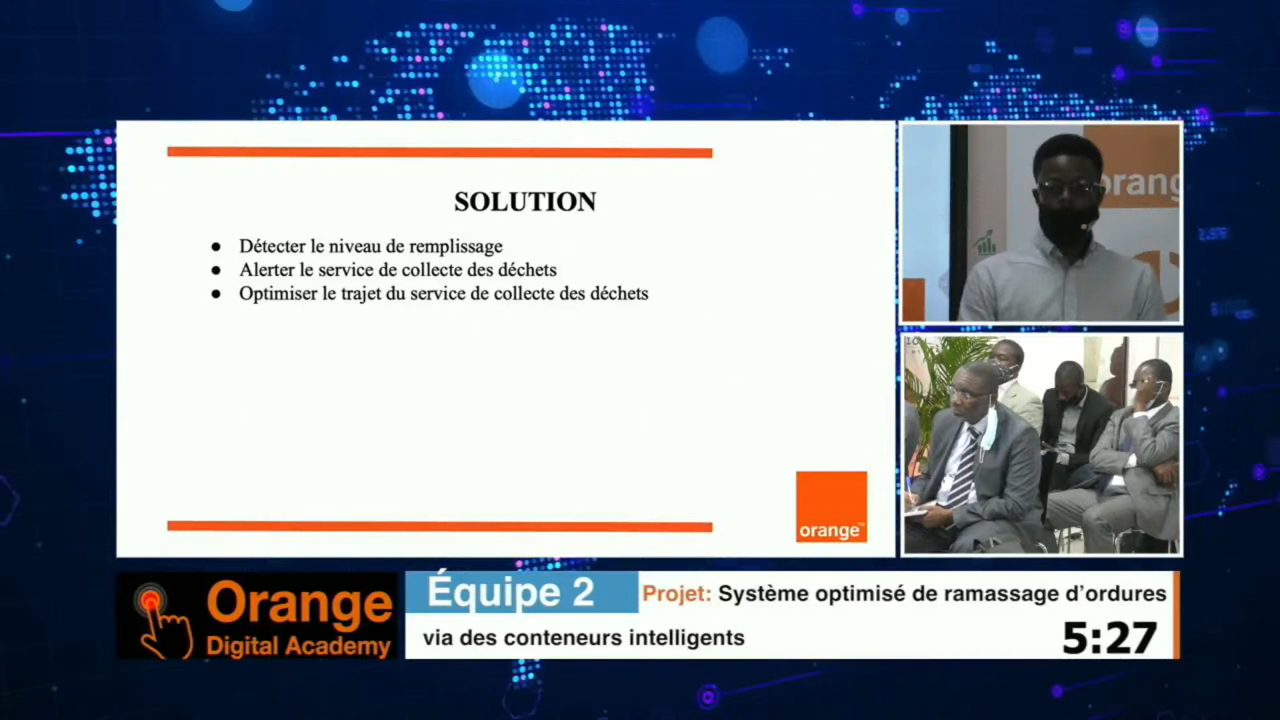 SOLUTION
● Détecter le niveau de remplissage
● Alerter le service de collecte des déchets
● Optimiser le trajet du service de collecte des déchets
orange™
orang
Orange
Digital Academy
Équipe 2
Projet: Système optimisé de ramassage d'ordures
via des conteneurs intelligents
5:27